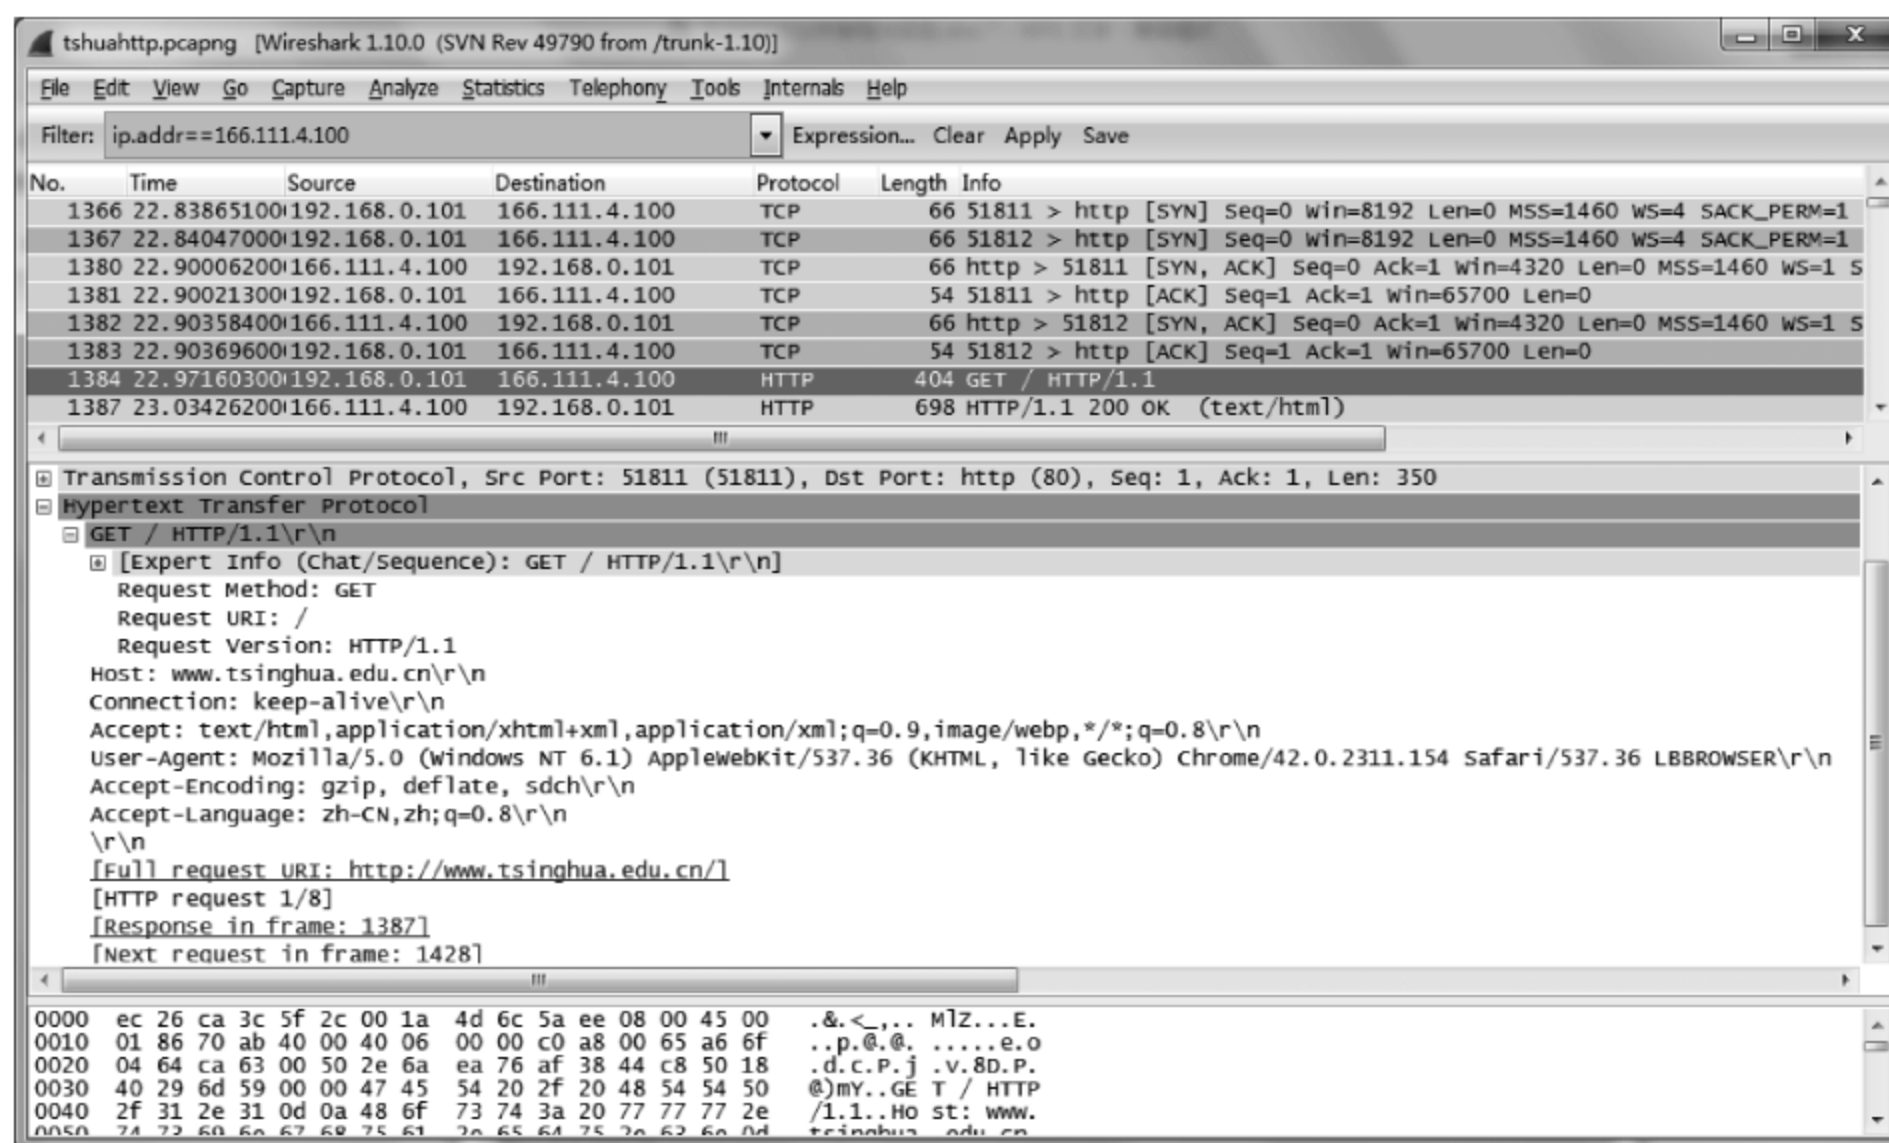 tshuahttp.pcapng [Wireshark 1.10.0 (SVN Rev 49790 from /trunk-1.10)]
File Edit View Go Capture Analyze Statistics Telephony Tools Internals Help
Filter: ip.addr==166.111.4.100 Expression... Clear Apply Save
No. Time Source Destination Protocol Length Info
1366 22.83865100 192.168.0.101 166.111.4.100 TCP 66 51811 > http [SYN] Seq=0 Win=8192 Len=0 MSS=1460 WS=4 SACK_PERM=1
1367 22.84047000 192.168.0.101 166.111.4.100 TCP 66 51812 > http [SYN] Seq=0 Win=8192 Len=0 MSS=1460 WS=4 SACK_PERM=1
1380 22.90006200 166.111.4.100 192.168.0.101 TCP 66 http > 51811 [SYN, ACK] Seq=0 Ack=1 Win=4320 Len=0 MSS=1460 WS=1 S
1381 22.90021300 192.168.0.101 166.111.4.100 TCP 54 51811 > http [ACK] Seq=1 Ack=1 Win=65700 Len=0
1382 22.90358400 166.111.4.100 192.168.0.101 TCP 66 http > 51812 [SYN, ACK] Seq=0 Ack=1 Win=4320 Len=0 MSS=1460 WS=1 S
1383 22.90369600 192.168.0.101 166.111.4.100 TCP 54 51812 > http [ACK] Seq=1 Ack=1 Win=65700 Len=0
1384 22.97160300 192.168.0.101 166.111.4.100 HTTP 404 GET / HTTP/1.1
1387 23.03426200 166.111.4.100 192.168.0.101 HTTP 698 HTTP/1.1 200 OK (text/html)
Transmission Control Protocol, Src Port: 51811 (51811), Dst Port: http (80), Seq: 1, Ack: 1, Len: 350
Hypertext Transfer Protocol
GET / HTTP/1.1\r\n
[Expert Info (Chat/Sequence): GET / HTTP/1.1\r\n]
Request Method: GET
Request URI: /
Request Version: HTTP/1.1
Host: www.tsinghua.edu.cn\r\n
Connection: keep-alive\r\n
Accept: text/html,application/xhtml+xml,application/xml;q=0.9,image/webp,*/*;q=0.8\r\n
User-Agent: Mozilla/5.0 (Windows NT 6.1) AppleWebKit/537.36 (KHTML, like Gecko) Chrome/42.0.2311.154 Safari/537.36 LBBROWSER\r\n
Accept-Encoding: gzip, deflate, sdch\r\n
Accept-Language: zh-CN,zh;q=0.8\r\n
\r\n
[Full request URI: http://www.tsinghua.edu.cn/]
[HTTP request 1/8]
[Response in frame: 1387]
[Next request in frame: 1428]
0000 ec 26 ca 3c 5f 2c 00 1a 4d 6c 5a ee 08 00 45 00 .&.<_,.. MlZ...E.
0010 01 86 70 ab 40 00 40 06 00 00 c0 a8 00 65 a6 6f ..p.@.@. .....e.o
0020 04 64 ca 63 00 50 2e 6a ea 76 af 38 44 c8 50 18 .d.c.P.j .v.8D.P.
0030 40 29 6d 59 00 00 47 45 54 20 2f 20 48 54 54 50 @)mY..GE T / HTTP
0040 2f 31 2e 31 0d 0a 48 6f 73 74 3a 20 77 77 77 2e /1.1..Ho st: www.
0050 74 73 69 6e 67 68 75 61 2e 65 64 75 2e 63 6e 0d tsinghua .edu.cn.